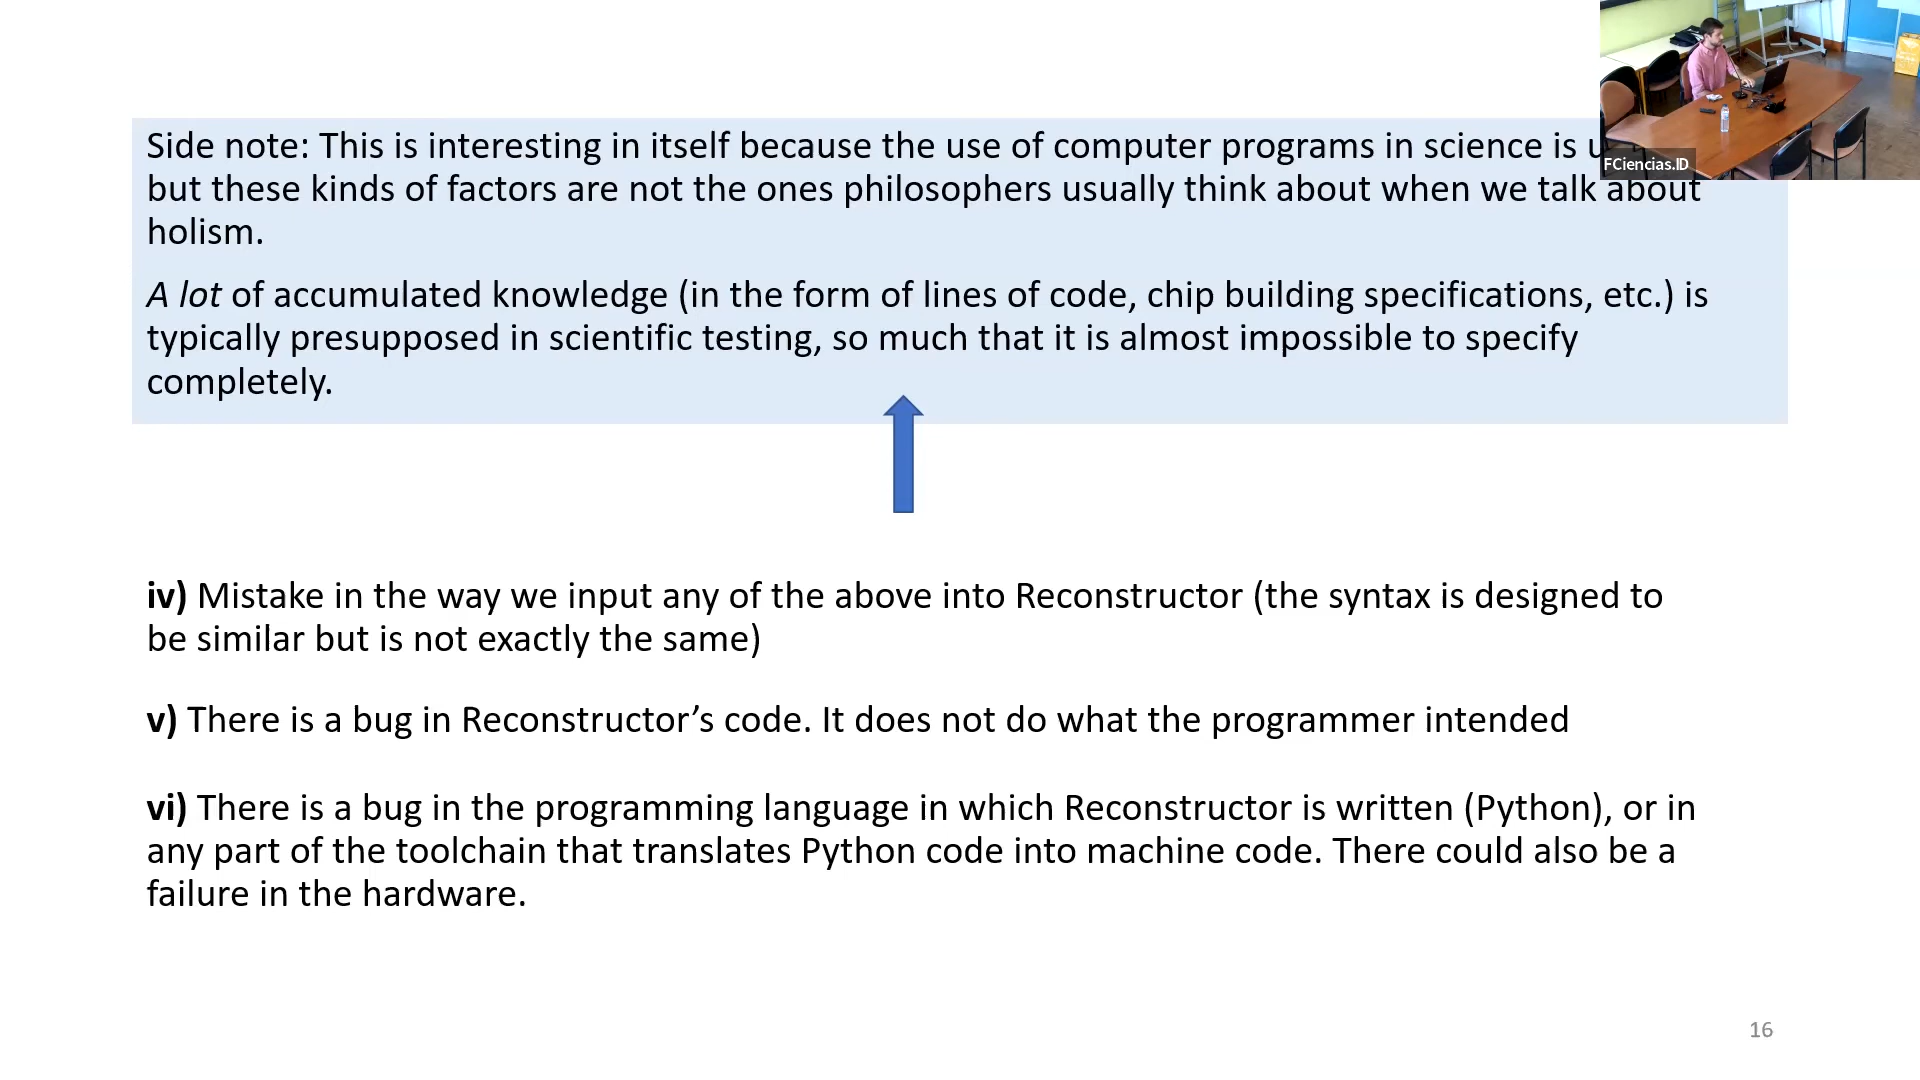 Side note: This is interesting in itself because the use of computer programs in science is
but these kinds of factors are not the ones philosophers usually think about when we talk about
holism.
A lot of accumulated knowledge (in the form of lines of code, chip building specifications, etc.) is
typically presupposed in scientific testing, so much that it is almost impossible to specify
completely.
iv) Mistake in the way we input any of the above into Reconstructor (the syntax is designed to
be similar but is not exactly the same)
v) There is a bug in Reconstructor’s code. It does not do what the programmer intended
vi) There is a bug in the programming language in which Reconstructor is written (Python), or in
any part of the toolchain that translates Python code into machine code. There could also be a
failure in the hardware.
16
FCiencias.ID